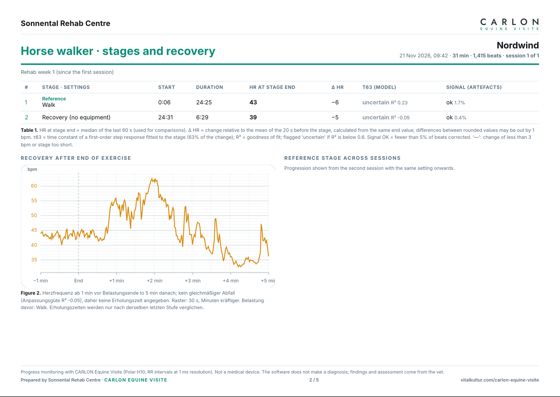 Sonnental Rehab Centre
CARLON
EQUINE VISITE
Horse walker · stages and recovery
Nordwind
21 Nov 2026, 09:42 · 31 min · 1,415 beats · session 1 of 1
Rehab week 1 (since the first session)
# STAGE · SETTINGS START DURATION HR AT STAGE END Δ HR T63 (MODEL) SIGNAL (ARTEFACTS)
1 Reference
Walk 0:06 24:25 43 −6 uncertain R² 0.23 ok 1.7%
2 Recovery (no equipment) 24:31 6:29 39 −5 uncertain R² -0.05 ok 0.4%
Table 1. HR at stage end = median of the last 60 s (used for comparisons). Δ HR = change relative to the mean of the 20 s before the stage, calculated from the same end value, differences between rounded values may be out by 1
bpm. t63 = time constant of a first-order step response fitted to the stage (63% of the change), R² = goodness of fit; flagged 'uncertain' if R² is below 0.6. Signal OK = fewer than 5% of beats corrected. '—': change of less than 3
bpm or stage too short.
RECOVERY AFTER END OF EXERCISE
bpm
60
55
50
45
40
35
−1 min End +1 min +2 min +3 min +4 min +5 mi
Figure 2. Herzfrequenz ab 1 min vor Belastungsende to 5 min danach; kein gleichmäßiger Abfall
(Anpassungsgüte R² -0.05), daher keine Erholungszeit angegeben. Raster: 30 s, Minuten kräftiger. Belastung
davor: Walk. Erholungszeiten werden nur nach derselben letzten Stufe verglichen.
REFERENCE STAGE ACROSS SESSIONS
Progression shown from the second session with the same setting onwards.
Progress monitoring with CARLON Equine Visite (Polar H10, RR intervals at 1 ms resolution). Not a medical device. The software does not make a diagnosis; findings and assessment come from the vet.
Prepared by Sonnental Rehab Centre · CARLON EQUINE VISITE
2 / 5
vitalkultur.com/carlon-equine-visite